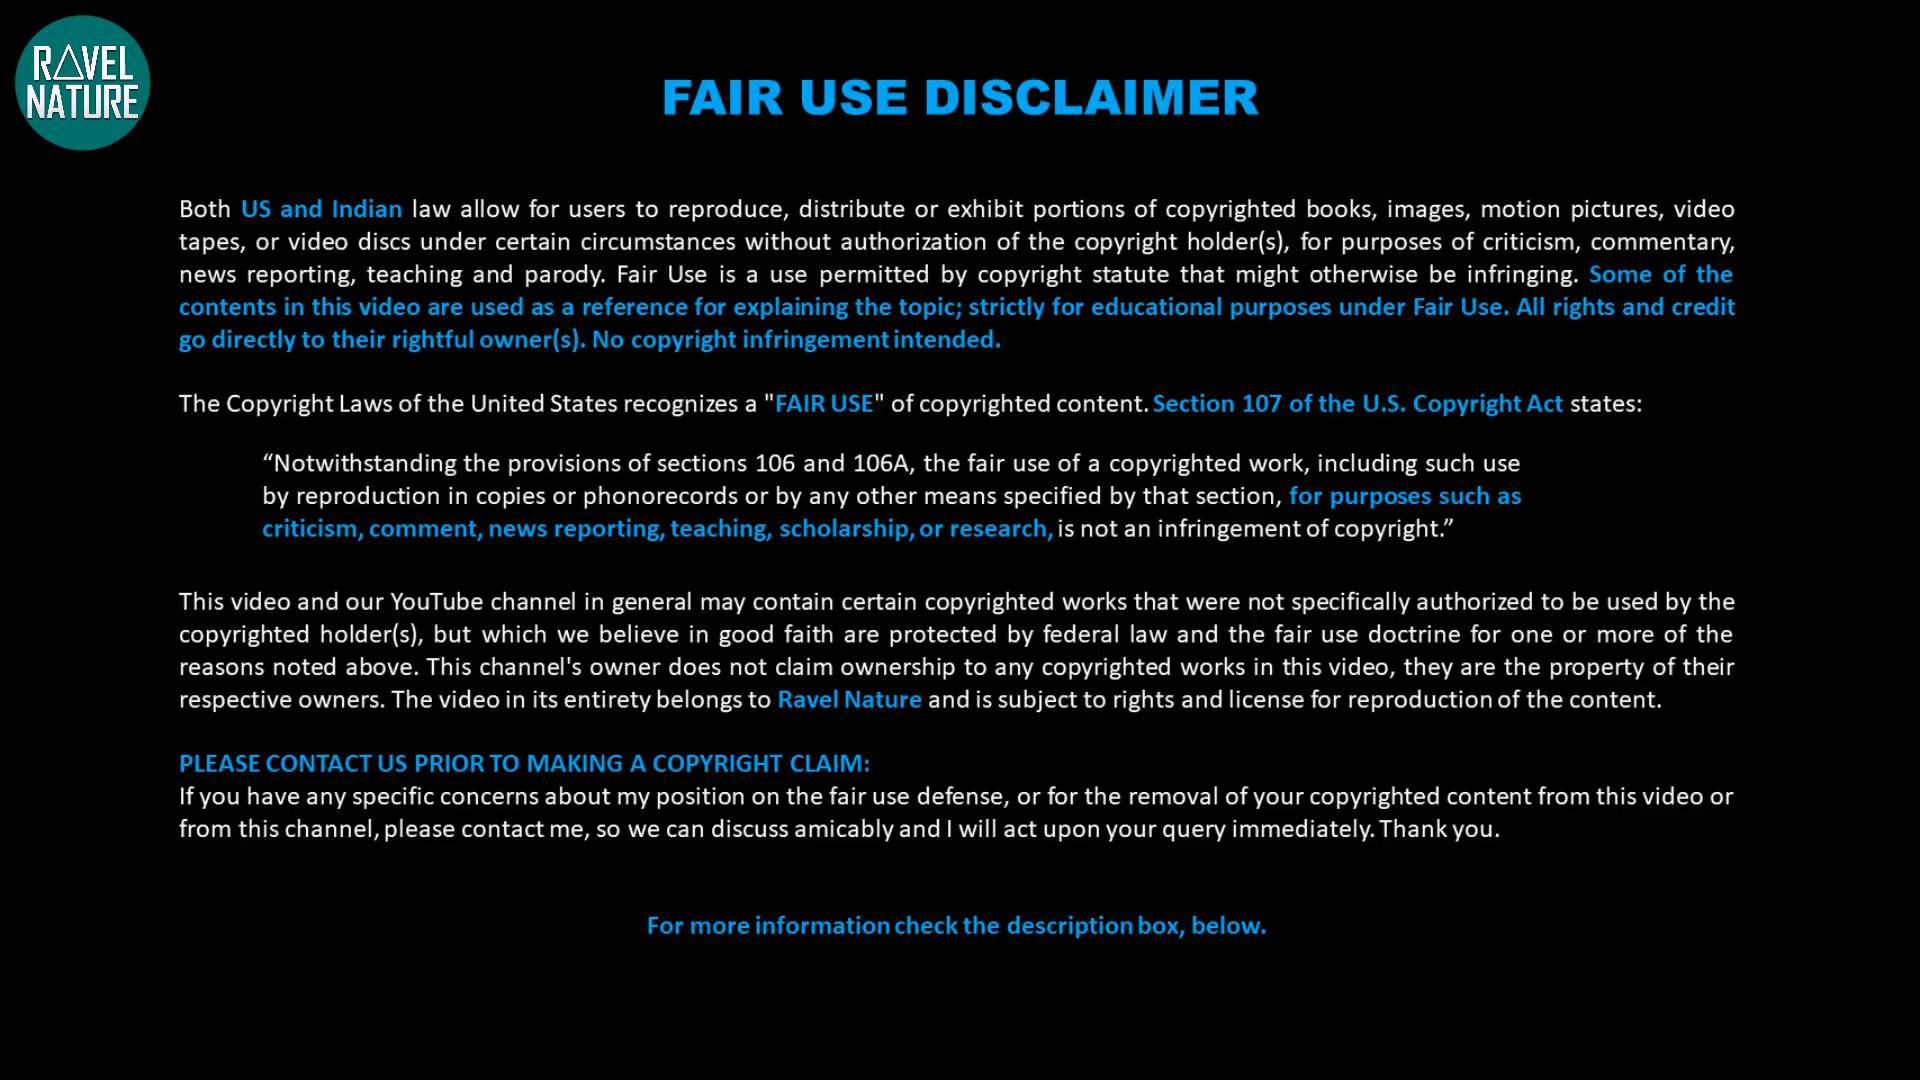 RAVEL
NATURE
FAIR USE DISCLAIMER
Both US and Indian law allow for users to reproduce, distribute or exhibit portions of copyrighted books, images, motion pictures, video
tapes, or video discs under certain circumstances without authorization of the copyright holder(s), for purposes of criticism, commentary,
news reporting, teaching and parody. Fair Use is a use permitted by copyright statute that might otherwise be infringing. Some of the
contents in this video are used as a reference for explaining the topic; strictly for educational purposes under Fair Use. All rights and credit
go directly to their rightful owner(s). No copyright infringement intended.
The Copyright Laws of the United States recognizes a "FAIR USE" of copyrighted content. Section 107 of the U.S. Copyright Act states:
“Notwithstanding the provisions of sections 106 and 106A, the fair use of a copyrighted work, including such use
by reproduction in copies or phonorecords or by any other means specified by that section, for purposes such as
criticism, comment, news reporting, teaching, scholarship, or research, is not an infringement of copyright.”
This video and our YouTube channel in general may contain certain copyrighted works that were not specifically authorized to be used by the
copyrighted holder(s), but which we believe in good faith are protected by federal law and the fair use doctrine for one or more of the
reasons noted above. This channel's owner does not claim ownership to any copyrighted works in this video, they are the property of their
respective owners. The video in its entirety belongs to Ravel Nature and is subject to rights and license for reproduction of the content.
PLEASE CONTACT US PRIOR TO MAKING A COPYRIGHT CLAIM:
If you have any specific concerns about my position on the fair use defense, or for the removal of your copyrighted content from this video or
from this channel, please contact me, so we can discuss amicably and I will act upon your query immediately. Thank you.
For more information check the description box, below.